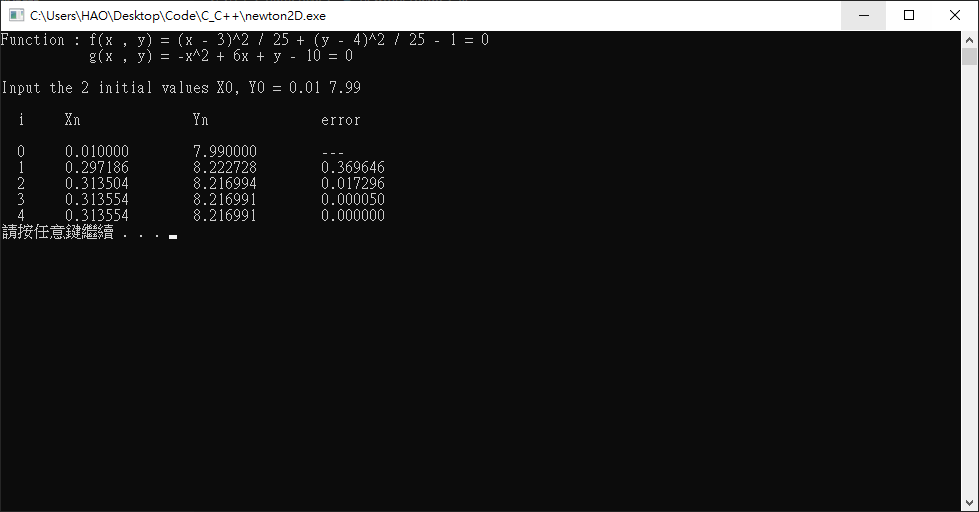 C:\Users\HAO\Desktop\Code\C_C++\newton2D.exe
Function : f(x , y) = (x - 3)^2 / 25 + (y - 4)^2 / 25 - 1 = 0
g(x , y) = -x^2 + 6x + y - 10 = 0
Input the 2 initial values X0, Y0 = 0.01 7.99
i Xn Yn error
0 0.010000 7.990000 ---
1 0.297186 8.222728 0.369646
2 0.313504 8.216994 0.017296
3 0.313554 8.216991 0.000050
4 0.313554 8.216991 0.000000
請按任意鍵繼續 . . .